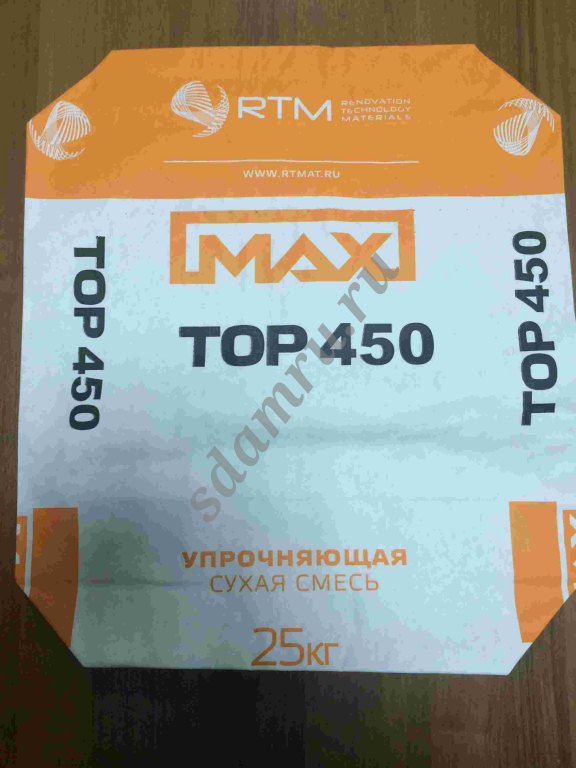 RTM
RENOVATION
TECHNOLOGY
MATERIALS
WWW.RTMAT.RU
MAX
TOP 450
TOP 450
TOP 450
УПРОЧНЯЮЩАЯ
СУХАЯ СМЕСЬ
25кг
sdamru.ru